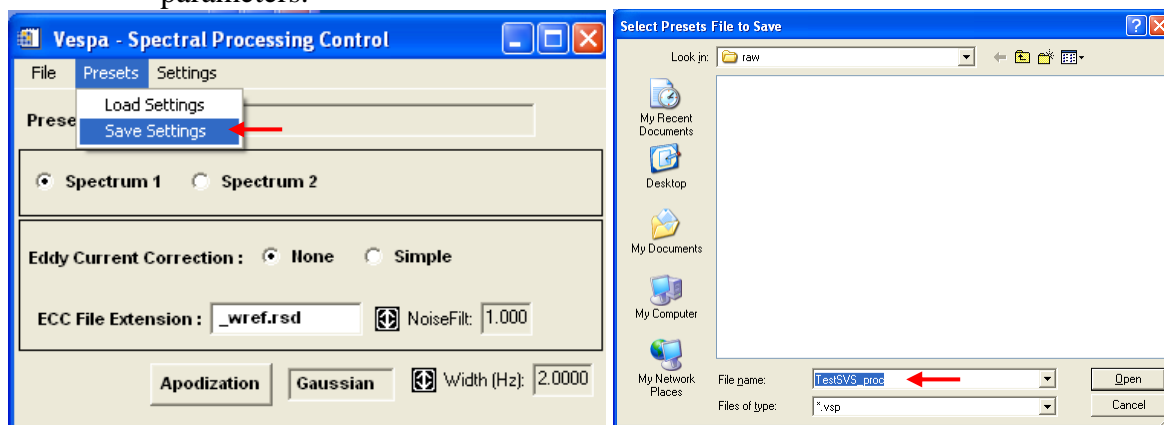 parameters.
Vespa - Spectral Processing Control
File Presets Settings
Load Settings
Save Settings
Prese
Spectrum 1 Spectrum 2
Eddy Current Correction : None Simple
ECC File Extension : _wref.rsd NoiseFilt: 1.000
Apodization Gaussian Width (Hz): 2.0000
Select Presets File to Save
Look in: raw
My Recent
Documents
Desktop
My Documents
My Computer
My Network
Places
File name: TestSVS_proc Open
Files of type: *.vsp Cancel